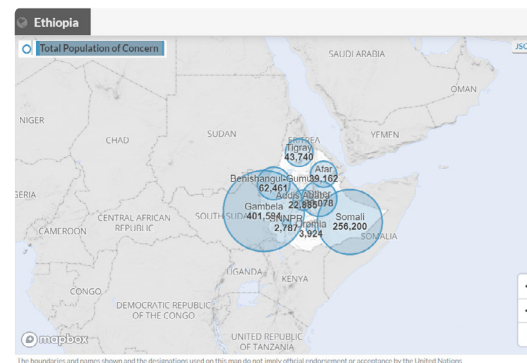 Ethiopia
Total Population of Concern
JSO
SAUDI ARABIA
OMAN
NIGER
CHAD
SUDAN
ERITREA
YEMEN
Tigray
43,740
Afar
39,162
Benishangul-Gumuz
62,461
Addis Ababa
Gambela
401,594
SOUTH SUDAN
SNNPR
2,787
Oromia
3,924
Somali
256,200
SOMALIA
CENTRAL AFRICAN
REPUBLIC
CAMEROON
UGANDA
KENYA
CONGO
DEMOCRATIC REPUBLIC
OF THE CONGO
UNITED REPUBLIC
OF TANZANIA
mapbox
The boundaries and names shown and the designations used on this map do not imply official endorsement or acceptance by the United Nations